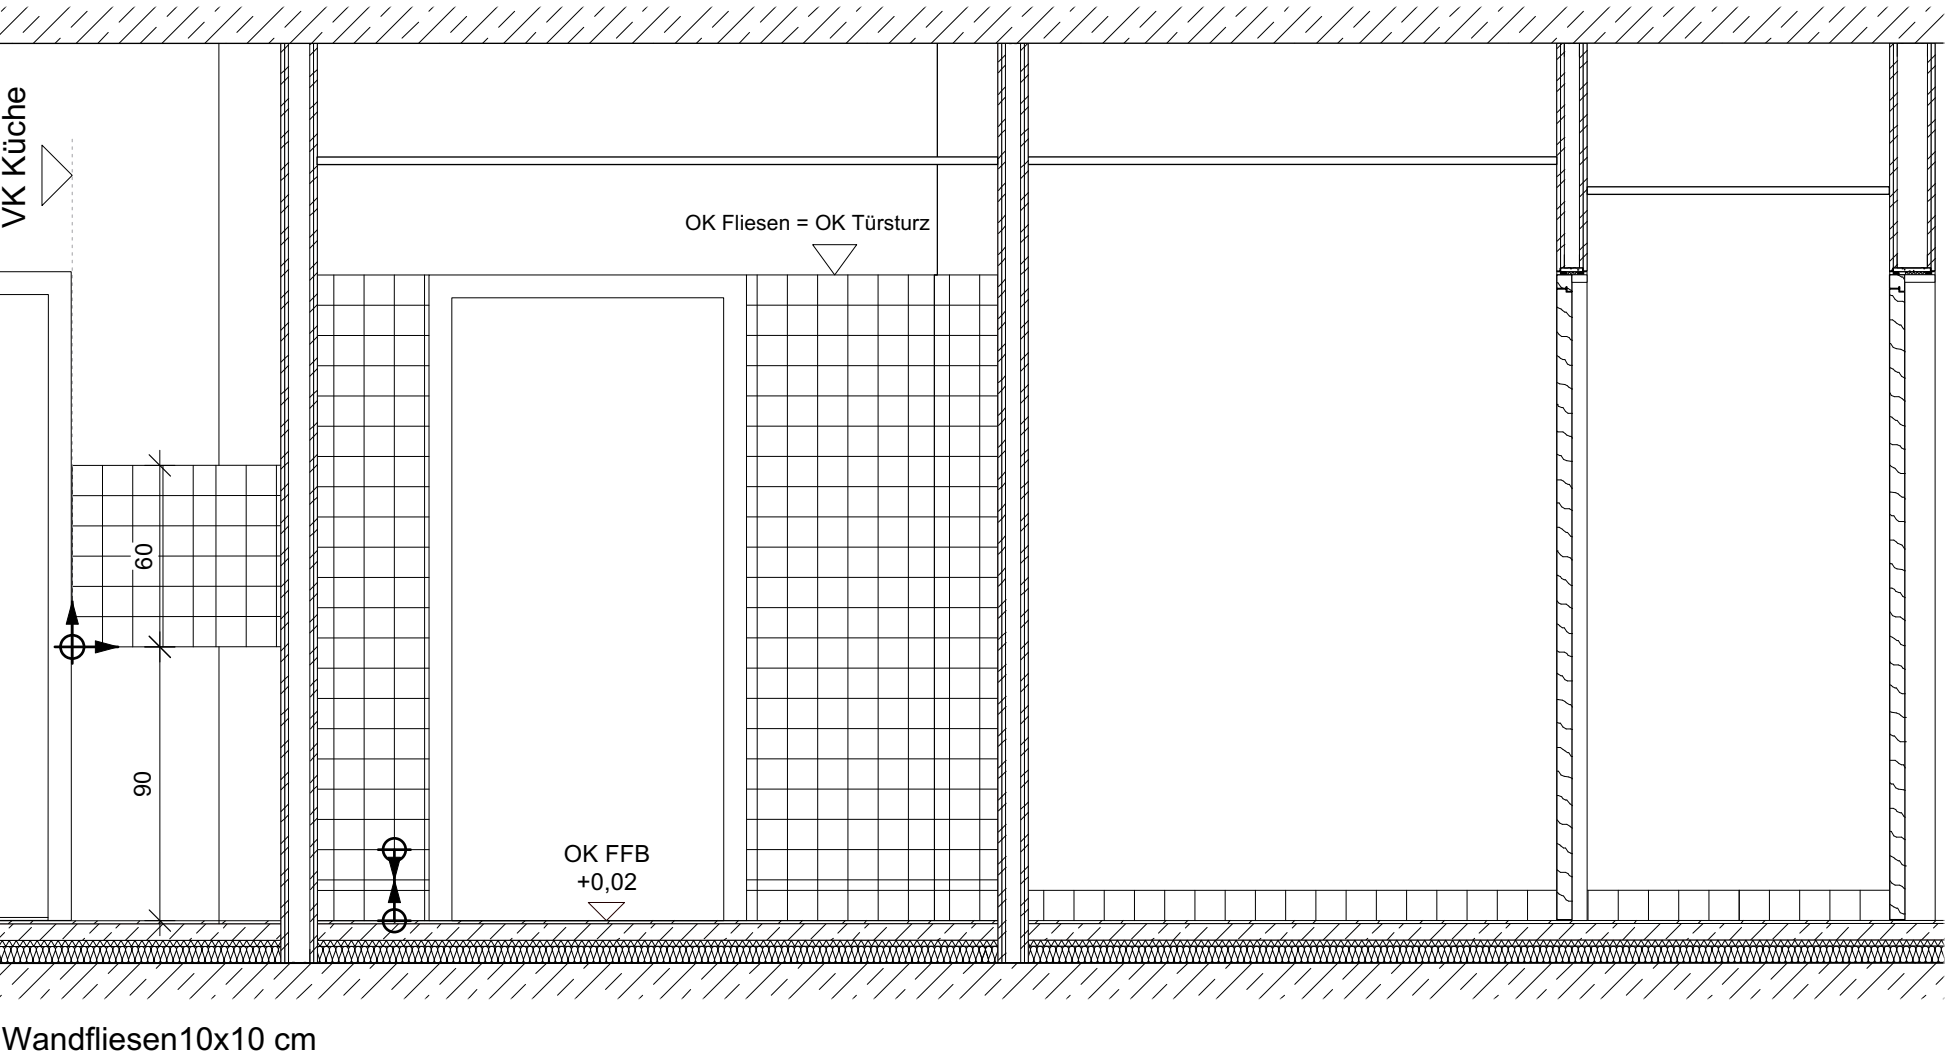 VK Küche
OK Fliesen = OK Türsturz
60
90
OK FFB
+0,02
Wandfliesen10x10 cm